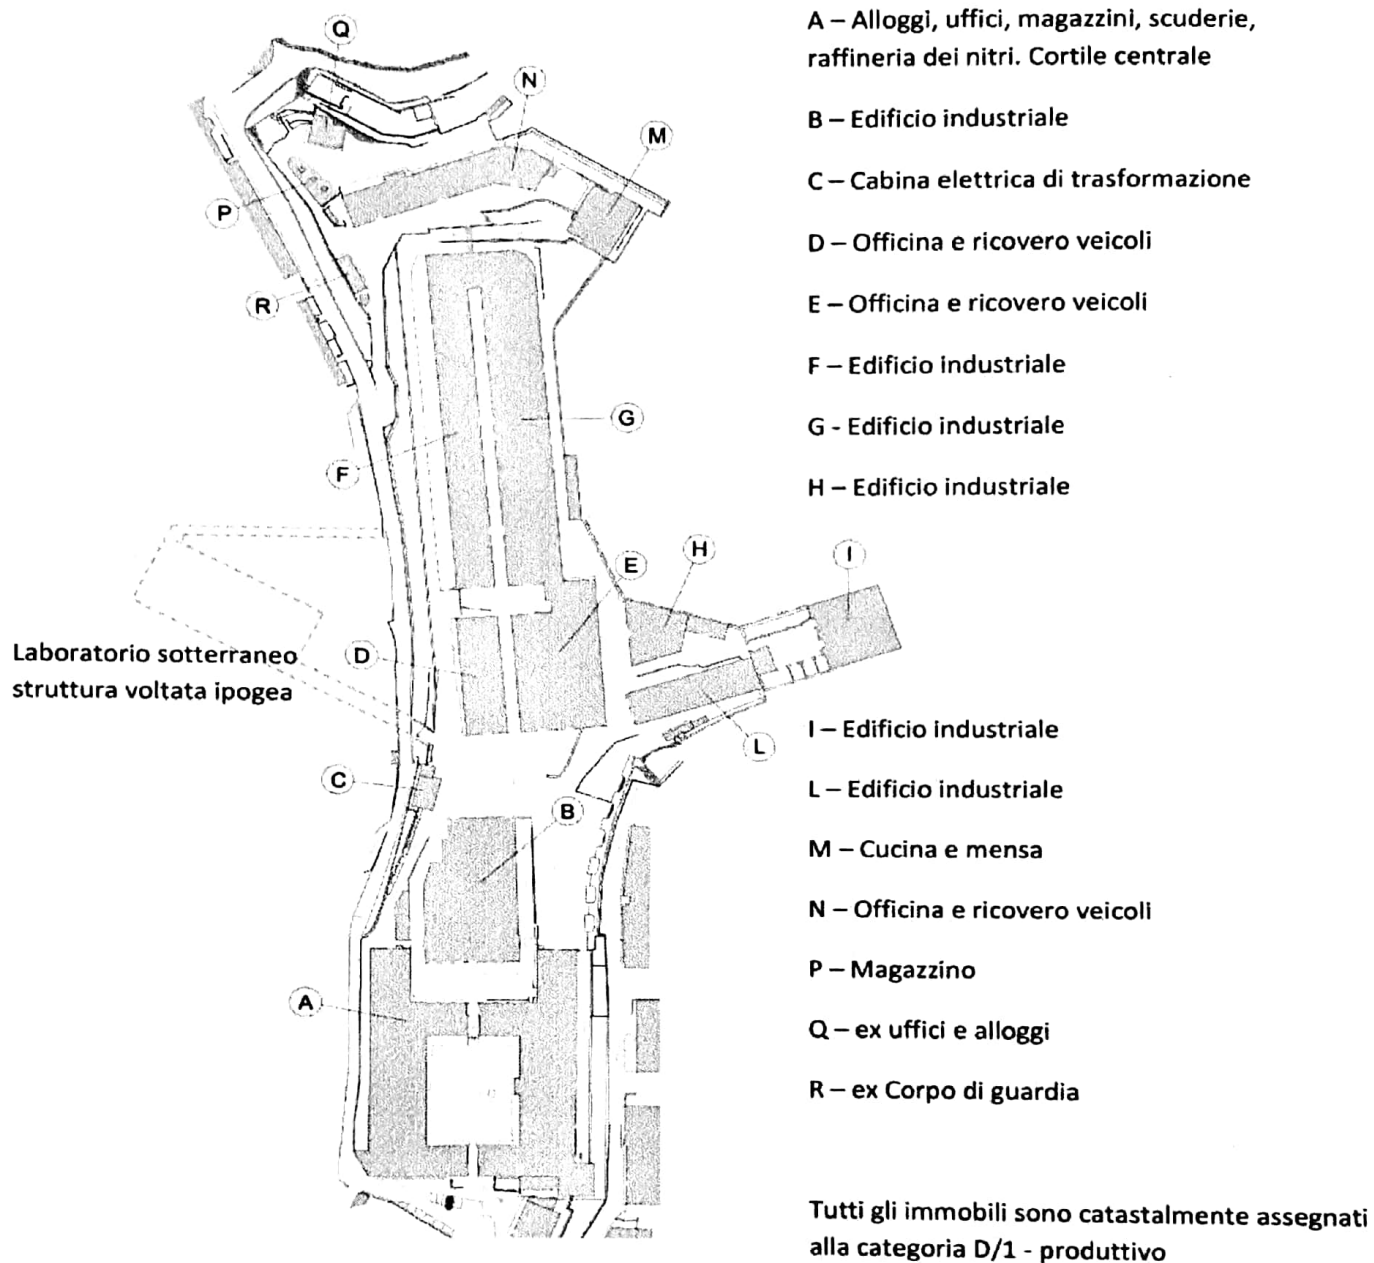 A – Alloggi, uffici, magazzini, scuderie,
raffineria dei nitri. Cortile centrale
B – Edificio industriale
C – Cabina elettrica di trasformazione
D – Officina e ricovero veicoli
E – Officina e ricovero veicoli
F – Edificio industriale
G - Edificio industriale
H – Edificio industriale
I – Edificio industriale
L – Edificio industriale
M – Cucina e mensa
N – Officina e ricovero veicoli
P – Magazzino
Q – ex uffici e alloggi
R – ex Corpo di guardia
Tutti gli immobili sono catastalmente assegnati
alla categoria D/1 - produttivo
Laboratorio sotterraneo
struttura voltata ipogea
Q
N
M
P
R
G
F
H
I
E
D
L
C
B
A